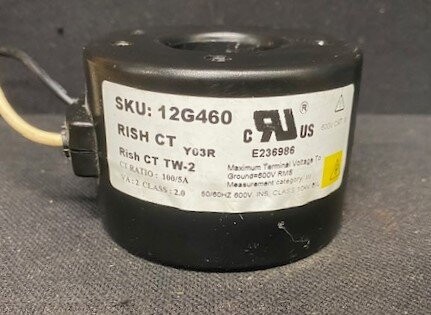 SKU: 12G460
RISH CT Y03R
Rish CT TW-2
CT RATIO : 100/5A
VA : 2 CLASS : 2.0
C RU US
®
E236986
Maximum Terminal Voltage To
Ground=600V RMS
Measurement category
50/60HZ 600V, INS, CLASS